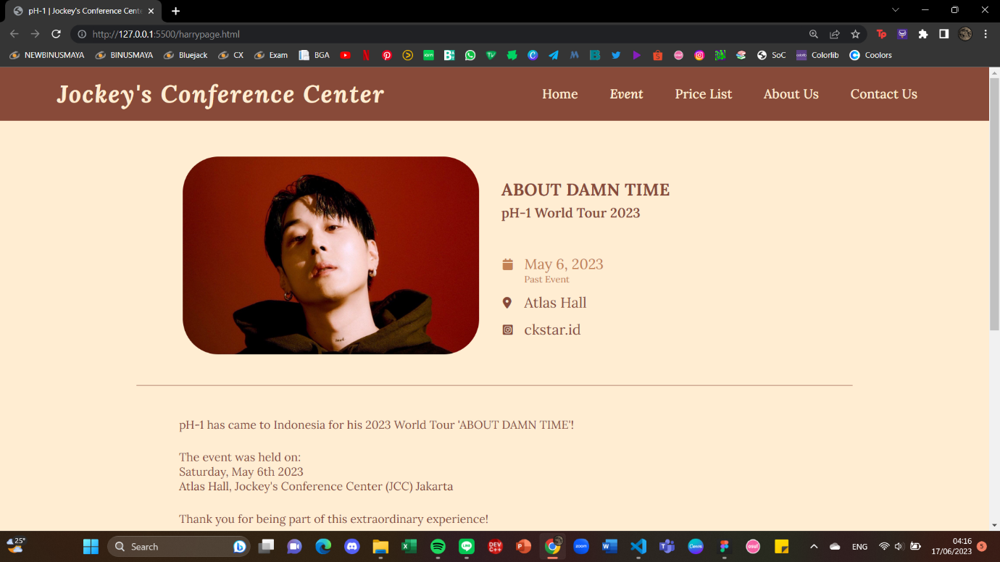 pH-1 | Jockey's Conference Cente
http://127.0.0.1:5500/harrypage.html
NEWBINUSMAYA BINUSMAYA Bluejack CX Exam BGA SoC Colorlib Coolors
Jockey's Conference Center
Home Event Price List About Us Contact Us
ABOUT DAMN TIME
pH-1 World Tour 2023
May 6, 2023
Past Event
Atlas Hall
ckstar.id
pH-1 has came to Indonesia for his 2023 World Tour 'ABOUT DAMN TIME'!
The event was held on:
Saturday, May 6th 2023
Atlas Hall, Jockey's Conference Center (JCC) Jakarta
Thank you for being part of this extraordinary experience!
25°
Search
DEV C++
zoom
osu!
ENG
04:16
17/06/2023
5